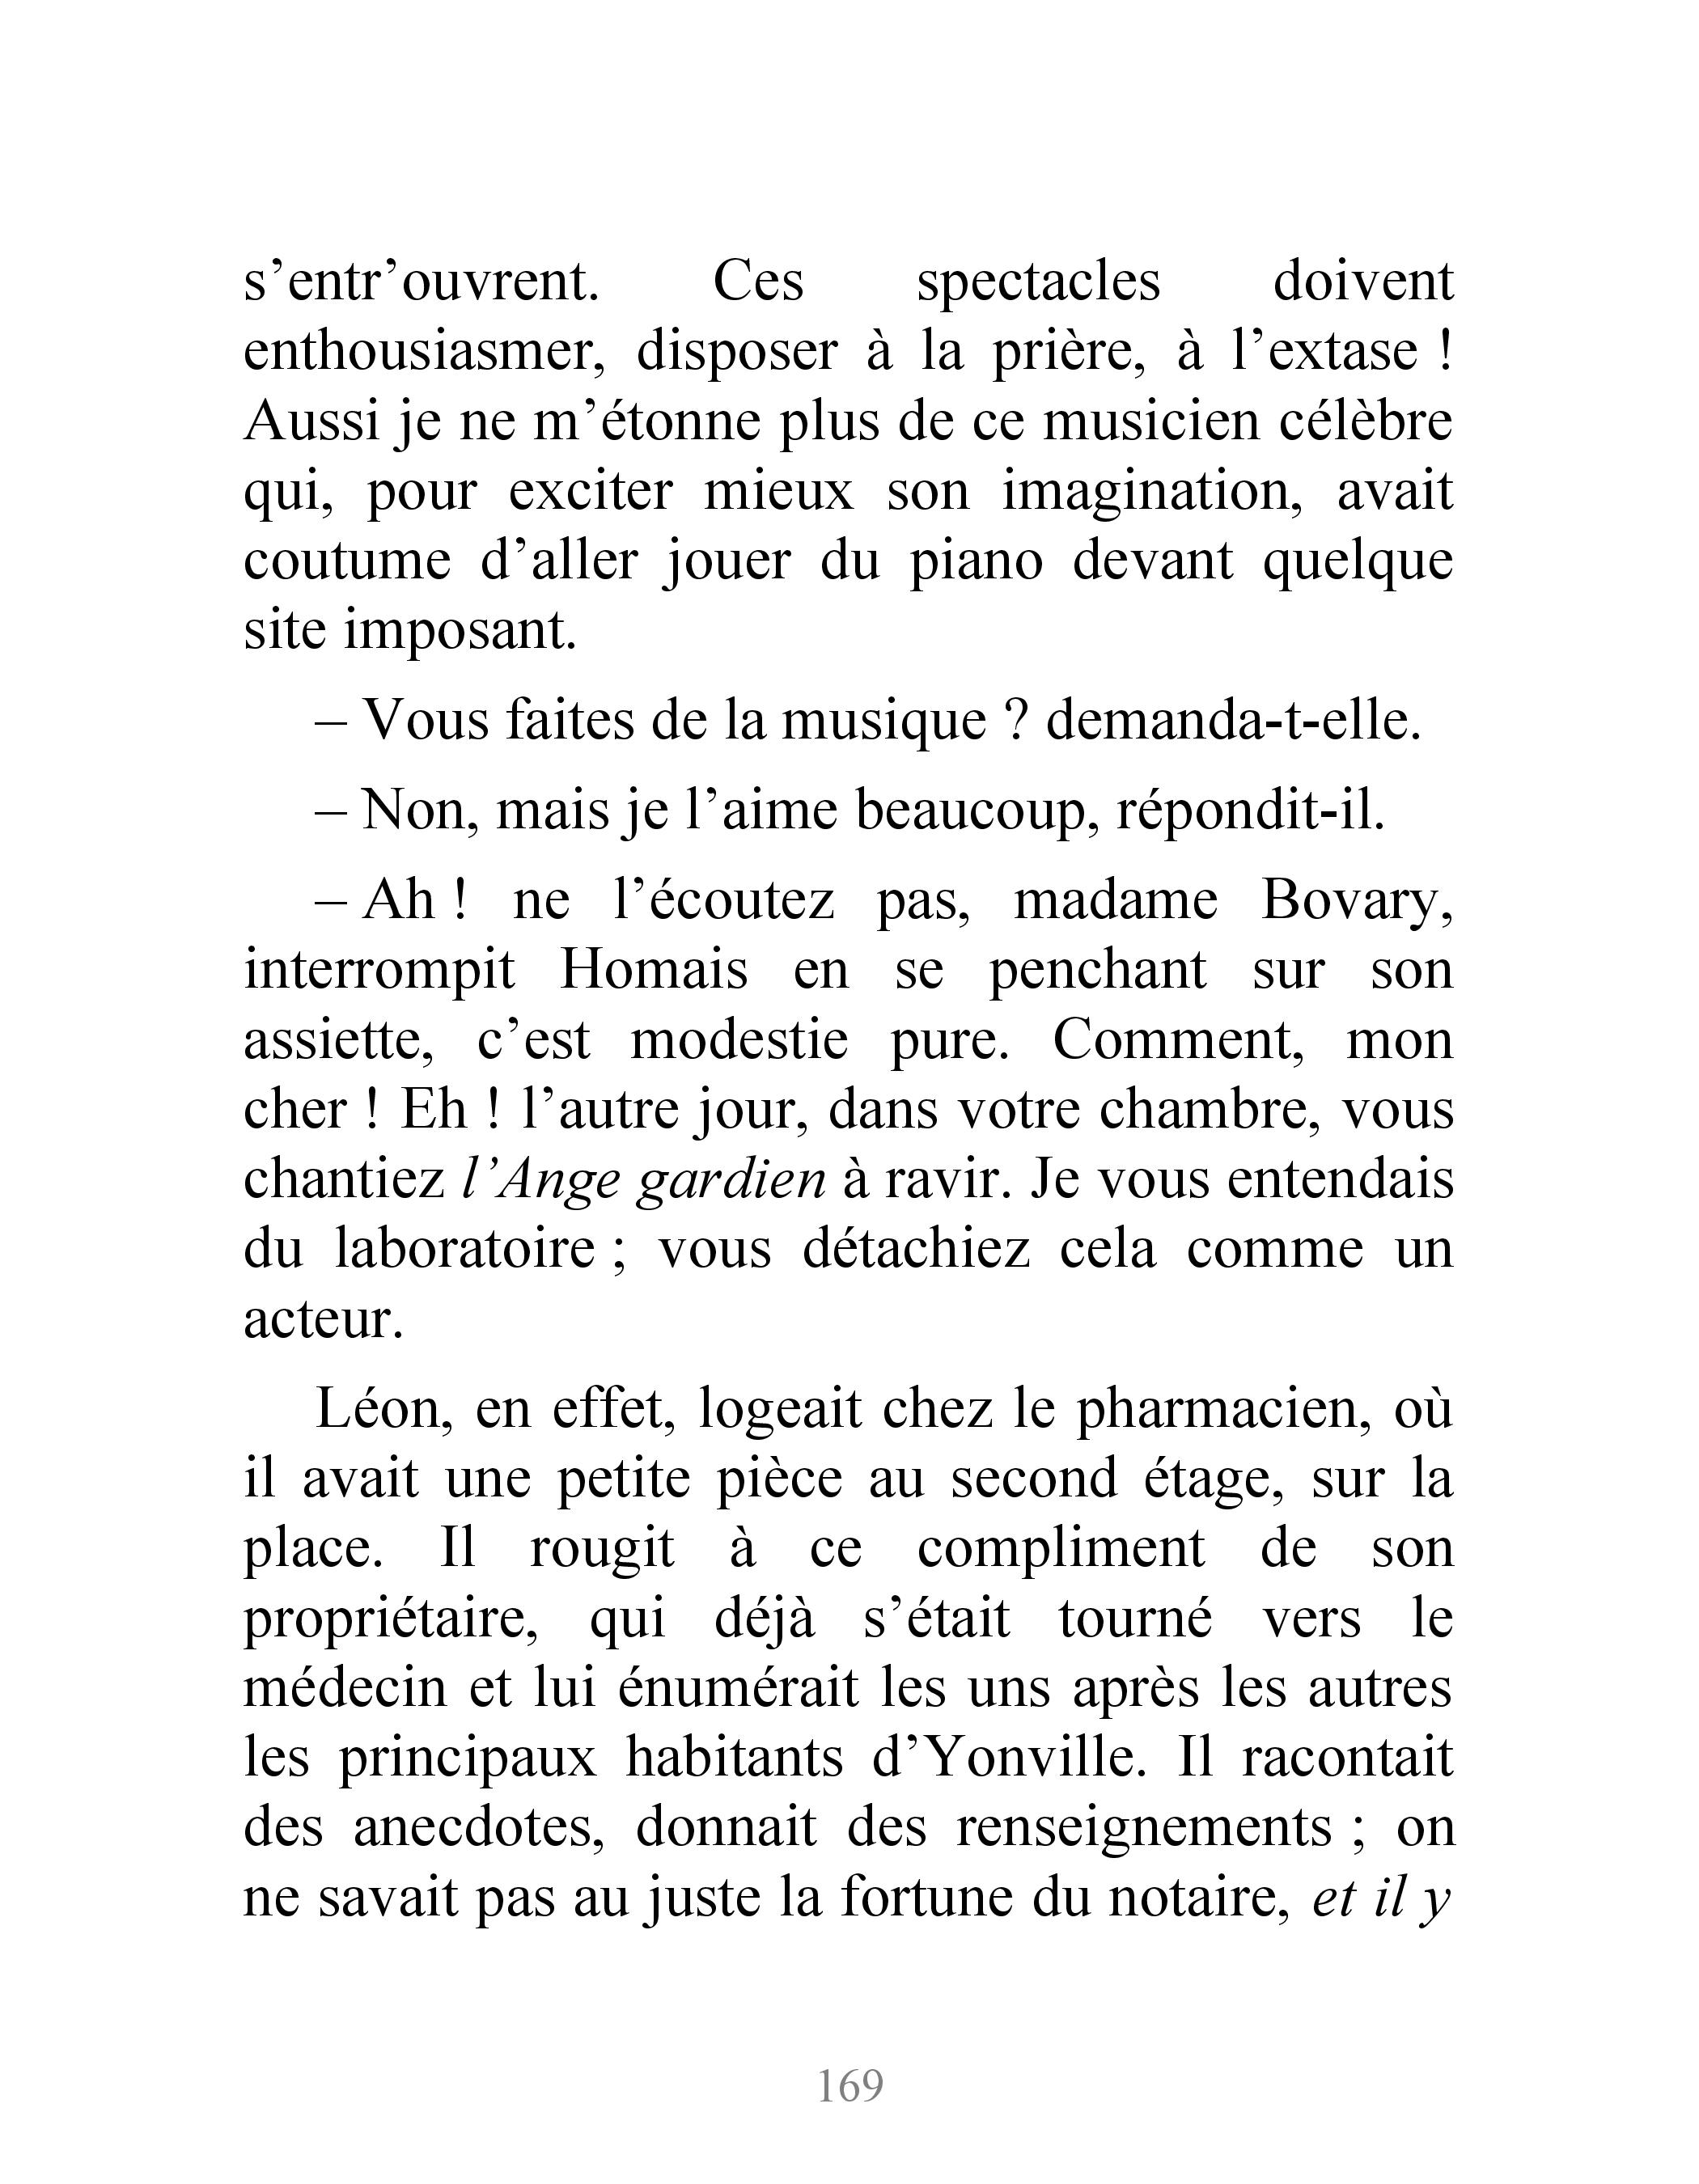 s’entr’ouvrent. Ces spectacles doivent
enthousiasmer, disposer à la prière, à l’extase !
Aussi je ne m’étonne plus de ce musicien célèbre
qui, pour exciter mieux son imagination, avait
coutume d’aller jouer du piano devant quelque
site imposant.
– Vous faites de la musique ? demanda-t-elle.
– Non, mais je l’aime beaucoup, répondit-il.
– Ah ! ne l’écoutez pas, madame Bovary,
interrompit Homais en se penchant sur son
assiette, c’est modestie pure. Comment, mon
cher ! Eh ! l’autre jour, dans votre chambre, vous
chantiez l’Ange gardien à ravir. Je vous entendais
du laboratoire ; vous détachiez cela comme un
acteur.
Léon, en effet, logeait chez le pharmacien, où
il avait une petite pièce au second étage, sur la
place. Il rougit à ce compliment de son
propriétaire, qui déjà s’était tourné vers le
médecin et lui énumérait les uns après les autres
les principaux habitants d’Yonville. Il racontait
des anecdotes, donnait des renseignements ; on
ne savait pas au juste la fortune du notaire, et il y
169